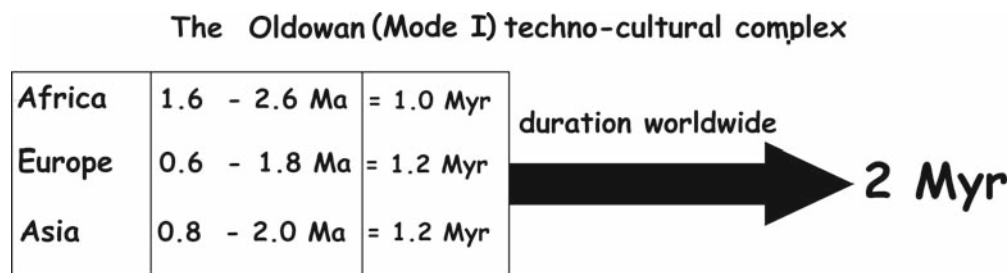 The Oldowan (Mode I) techno-cultural complex
Africa 1.6 - 2.6 Ma = 1.0 Myr
Europe 0.6 - 1.8 Ma = 1.2 Myr
Asia 0.8 - 2.0 Ma = 1.2 Myr
duration worldwide
2 Myr